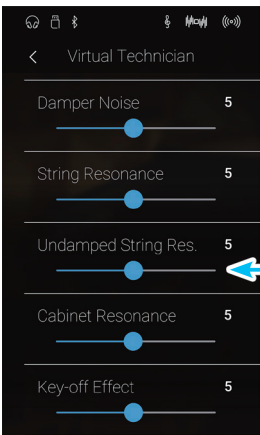 Virtual Technician
Damper Noise 5
String Resonance 5
Undamped String Res. 5
Cabinet Resonance 5
Key-off Effect 5